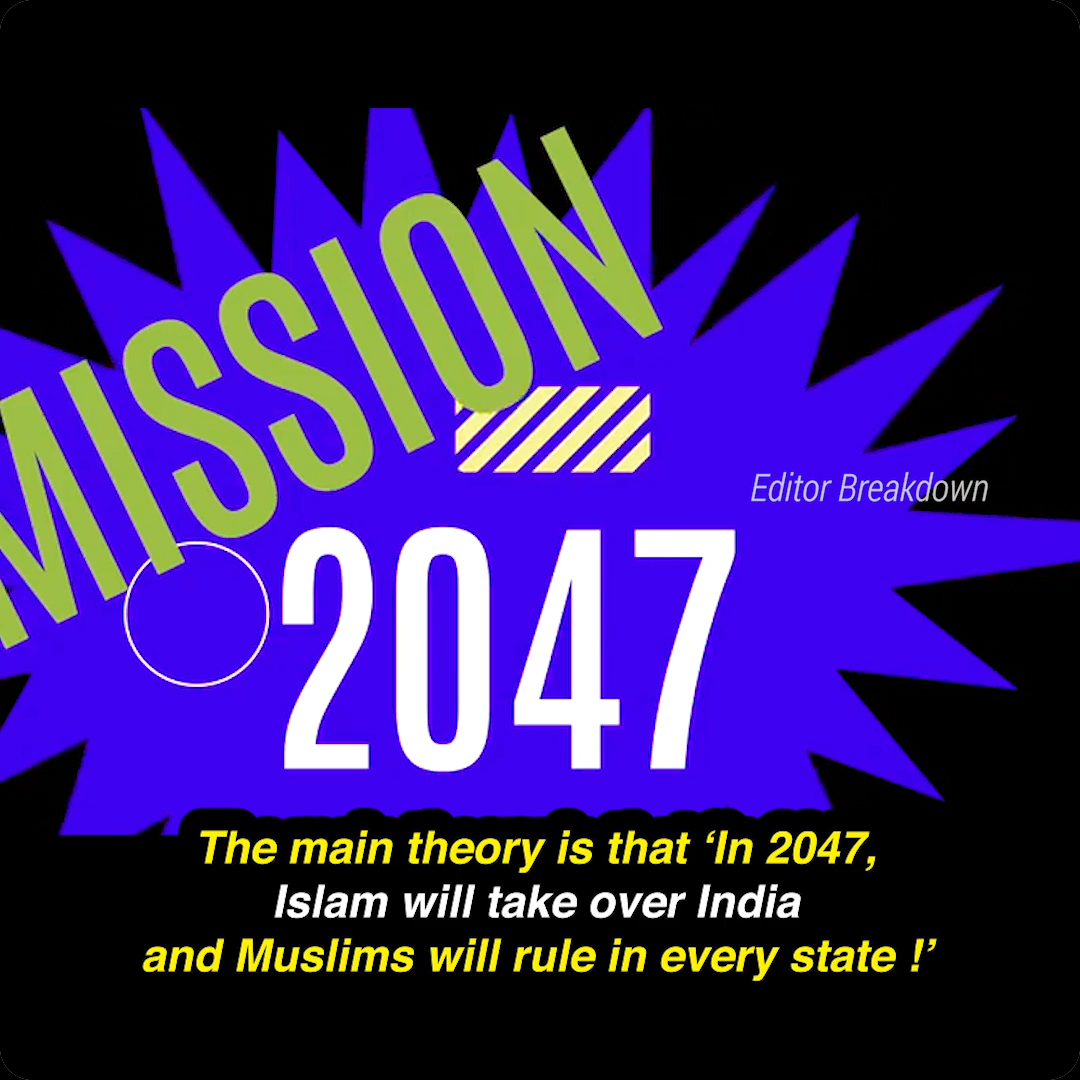 MISSION
Editor Breakdown
2047
The main theory is that ‘In 2047,
Islam will take over India
and Muslims will rule in every state !’